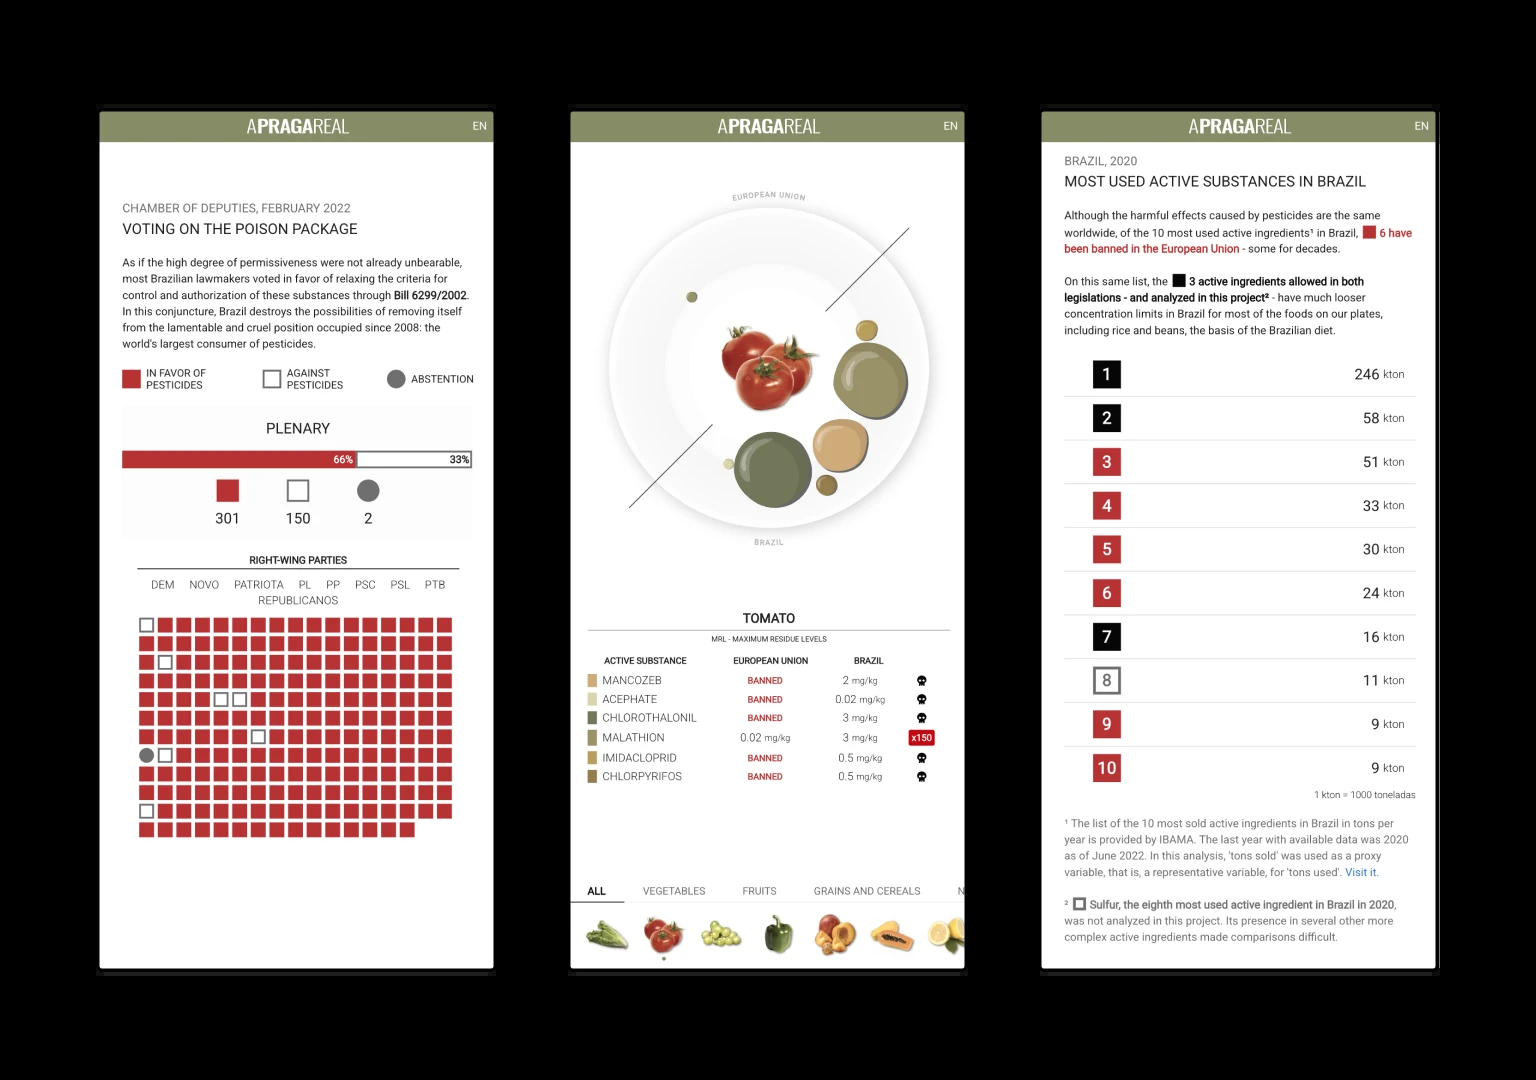 APRAGAREAL
EN
CHAMBER OF DEPUTIES, FEBRUARY 2022
VOTING ON THE POISON PACKAGE
As if the high degree of permissiveness were not already unbearable,
most Brazilian lawmakers voted in favor of relaxing the criteria for
control and authorization of these substances through Bill 6299/2002.
In this conjuncture, Brazil destroys the possibilities of removing itself
from the lamentable and cruel position occupied since 2008: the
world's largest consumer of pesticides.
IN FAVOR OF
PESTICIDES
AGAINST
PESTICIDES
ABSTENTION
PLENARY
66%
33%
301
150
2
RIGHT-WING PARTIES
DEM NOVO PATRIOTA PL PP PSC PSL PTB
REPUBLICANOS
APRAGAREAL
EN
EUROPEAN UNION
BRAZIL
TOMATO
MRL - MAXIMUM RESIDUE LEVELS
ACTIVE SUBSTANCE EUROPEAN UNION BRAZIL
MANCOZEB BANNED 2 mg/kg
ACEPHATE BANNED 0.02 mg/kg
CHLOROTHALONIL BANNED 3 mg/kg
MALATHION 0.02 mg/kg 3 mg/kg x150
IMIDACLOPRID BANNED 0.5 mg/kg
CHLORPYRIFOS BANNED 0.5 mg/kg
ALL VEGETABLES FRUITS GRAINS AND CEREALS N
APRAGAREAL
EN
BRAZIL, 2020
MOST USED ACTIVE SUBSTANCES IN BRAZIL
Although the harmful effects caused by pesticides are the same
worldwide, of the 10 most used active ingredients¹ in Brazil, 6 have
been banned in the European Union - some for decades.
On this same list, the 3 active ingredients allowed in both
legislations - and analyzed in this project² - have much looser
concentration limits in Brazil for most of the foods on our plates,
including rice and beans, the basis of the Brazilian diet.
1 246 kton
2 58 kton
3 51 kton
4 33 kton
5 30 kton
6 24 kton
7 16 kton
8 11 kton
9 9 kton
10 9 kton
1 kton = 1000 toneladas
¹ The list of the 10 most sold active ingredients in Brazil in tons per
year is provided by IBAMA. The last year with available data was 2020
as of June 2022. In this analysis, 'tons sold' was used as a proxy
variable, that is, a representative variable, for 'tons used'. Visit it.
² Sulfur, the eighth most used active ingredient in Brazil in 2020,
was not analyzed in this project. Its presence in several other more
complex active ingredients made comparisons difficult.